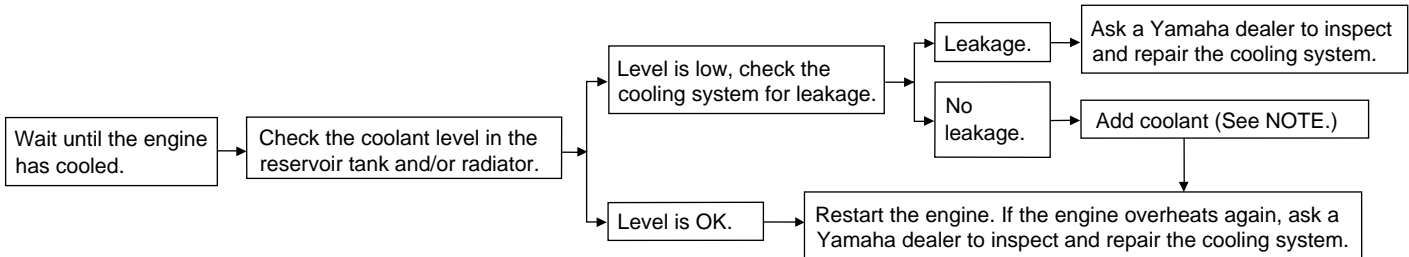 Wait until the engine
has cooled.
Check the coolant level in the
reservoir tank and/or radiator.
Level is low, check the
cooling system for leakage.
Leakage.
Ask a Yamaha dealer to inspect
and repair the cooling system.
No
leakage.
Add coolant (See NOTE.)
Level is OK.
Restart the engine. If the engine overheats again, ask a
Yamaha dealer to inspect and repair the cooling system.